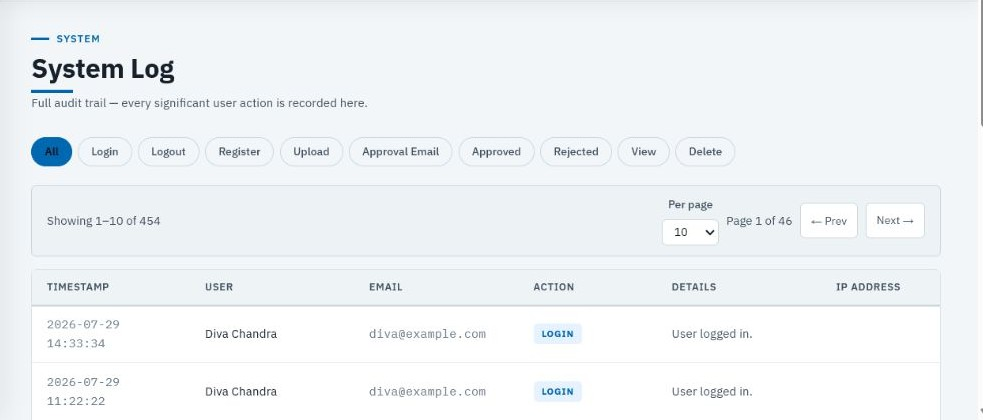 SYSTEM
System Log
Full audit trail — every significant user action is recorded here.
All Login Logout Register Upload Approval Email Approved Rejected View Delete
Per page
Showing 1–10 of 454 10 Page 1 of 46 ← Prev Next →
TIMESTAMP USER EMAIL ACTION DETAILS IP ADDRESS
2026-07-29
14:33:34 Diva Chandra diva@example.com LOGIN User logged in.
2026-07-29
11:22:22 Diva Chandra diva@example.com LOGIN User logged in.